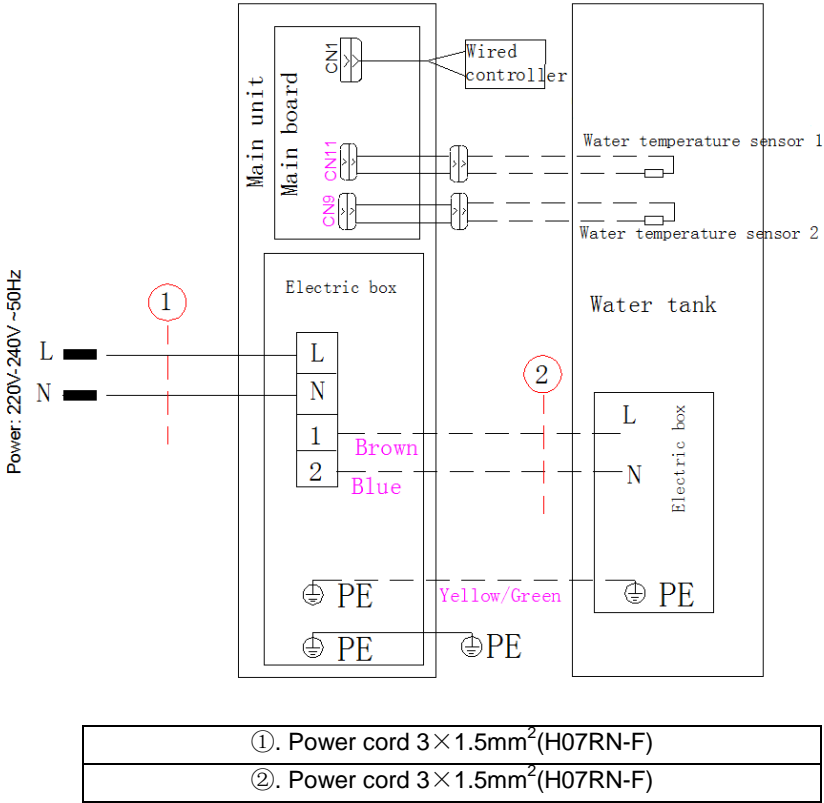 Main unit
Main board
CN1
Wired
controller
CN11
Water temperature sensor 1
CN9
Water temperature sensor 2
Power: 220V-240V ~50Hz
Electric box
Water tank
1
L
L
N
N
2
1
Brown
L
2
Blue
N
Electric box
PE
Yellow/Green
PE
PE
PE
①. Power cord 3×1.5mm²(H07RN-F)
②. Power cord 3×1.5mm²(H07RN-F)